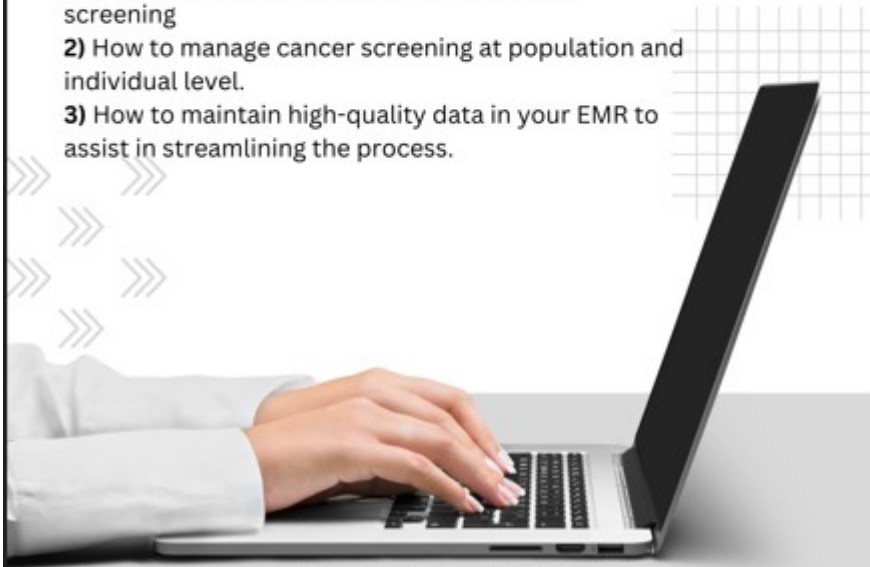 screening
2) How to manage cancer screening at population and
individual level.
3) How to maintain high-quality data in your EMR to
assist in streamlining the process.